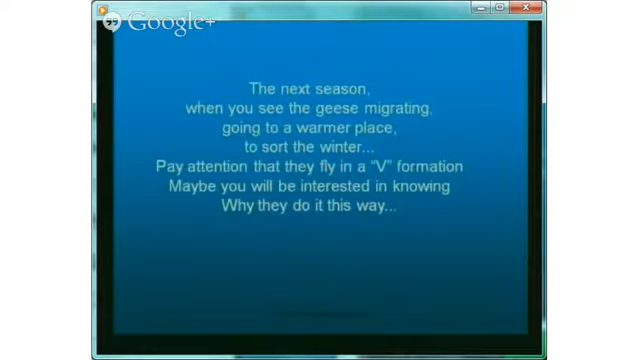 Google+
The next season,
when you see the geese migrating,
going to a warmer place,
to sort the winter...
Pay attention that they fly in a “V” formation
Maybe you will be interested in knowing
Why they do it this way...